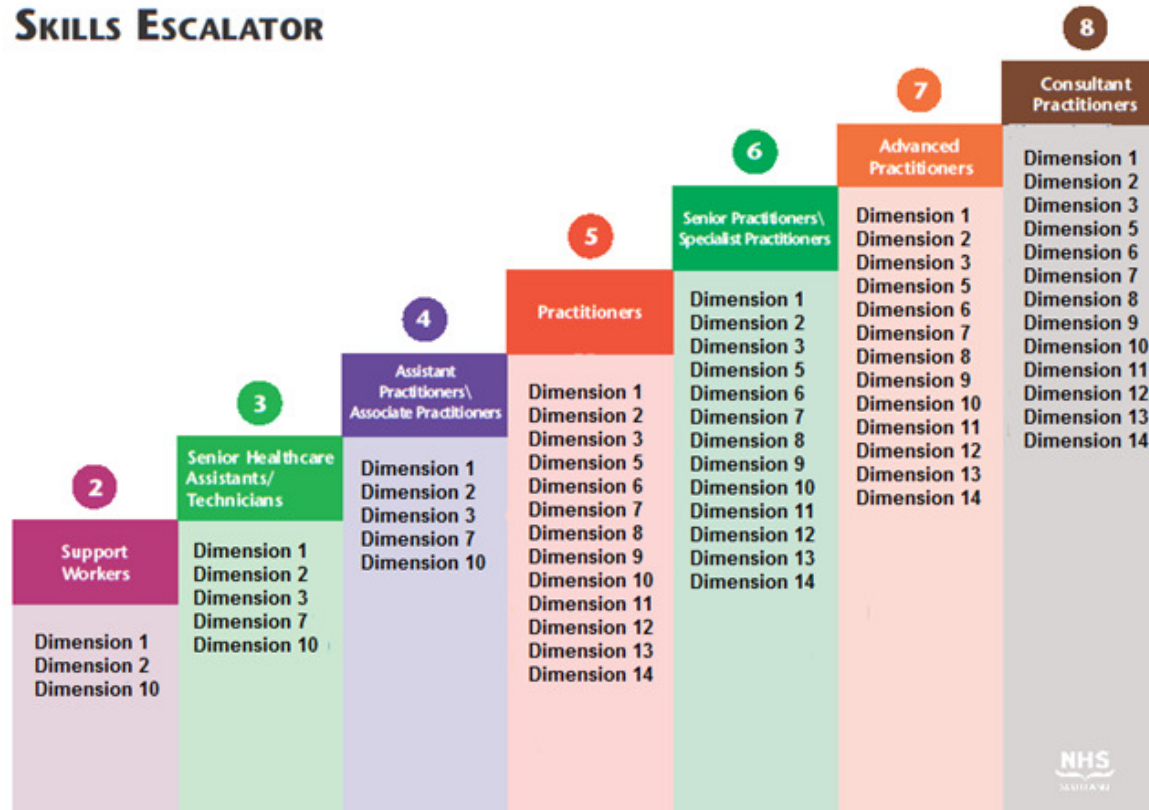 SKILLS ESCALATOR
2
Support
Workers
Dimension 1
Dimension 2
Dimension 10
3
Senior Healthcare
Assistants/
Technicians
Dimension 1
Dimension 2
Dimension 3
Dimension 7
Dimension 10
4
Assistant
Practitioners\
Associate Practitioners
Dimension 1
Dimension 2
Dimension 3
Dimension 7
Dimension 10
5
Practitioners
Dimension 1
Dimension 2
Dimension 3
Dimension 5
Dimension 6
Dimension 7
Dimension 8
Dimension 9
Dimension 10
Dimension 11
Dimension 12
Dimension 13
Dimension 14
6
Senior Practitioners\
Specialist Practitioners
Dimension 1
Dimension 2
Dimension 3
Dimension 5
Dimension 6
Dimension 7
Dimension 8
Dimension 9
Dimension 10
Dimension 11
Dimension 12
Dimension 13
Dimension 14
7
Advanced
Practitioners
Dimension 1
Dimension 2
Dimension 3
Dimension 5
Dimension 6
Dimension 7
Dimension 8
Dimension 9
Dimension 10
Dimension 11
Dimension 12
Dimension 13
Dimension 14
8
Consultant
Practitioners
Dimension 1
Dimension 2
Dimension 3
Dimension 5
Dimension 6
Dimension 7
Dimension 8
Dimension 9
Dimension 10
Dimension 11
Dimension 12
Dimension 13
Dimension 14
NHS